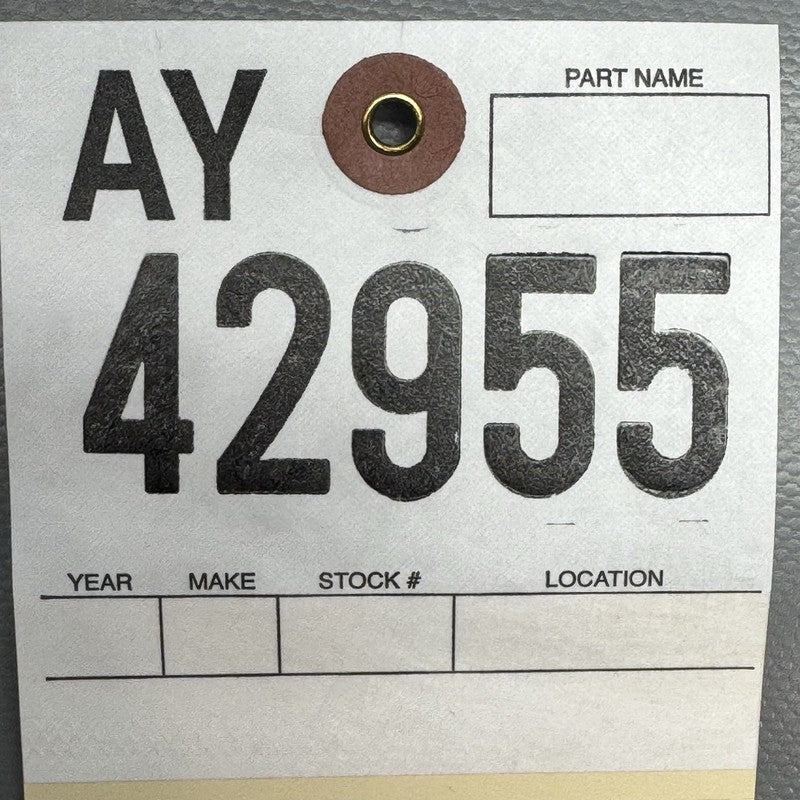 AY
PART NAME
42955
YEAR MAKE STOCK # LOCATION